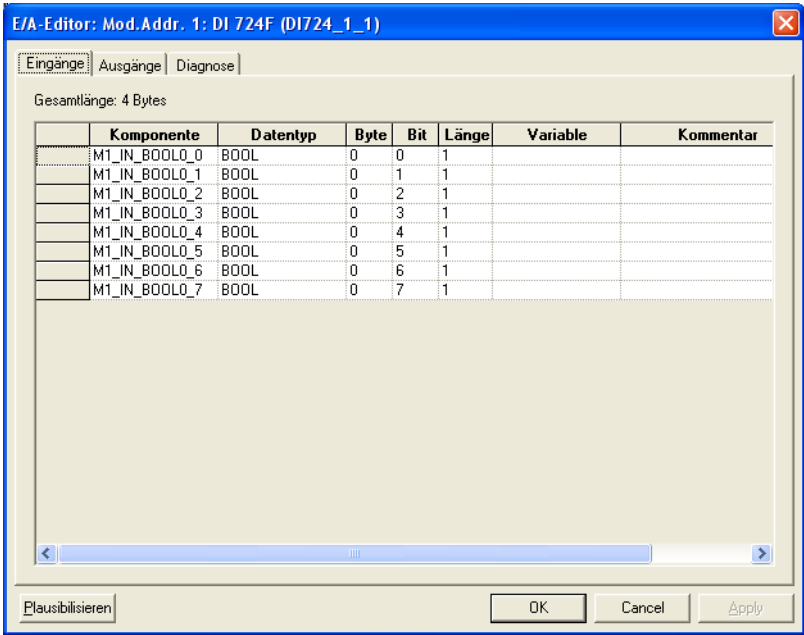 E/A-Editor: Mod.Addr. 1: DI 724F (DI724_1_1)
Eingänge Ausgänge Diagnose
Gesamtlänge: 4 Bytes
Komponente Datentyp Byte Bit Länge Variable Kommentar
M1_IN_BOOL0_0 BOOL 0 0 1
M1_IN_BOOL0_1 BOOL 0 1 1
M1_IN_BOOL0_2 BOOL 0 2 1
M1_IN_BOOL0_3 BOOL 0 3 1
M1_IN_BOOL0_4 BOOL 0 4 1
M1_IN_BOOL0_5 BOOL 0 5 1
M1_IN_BOOL0_6 BOOL 0 6 1
M1_IN_BOOL0_7 BOOL 0 7 1
Plausibilisieren OK Cancel Apply